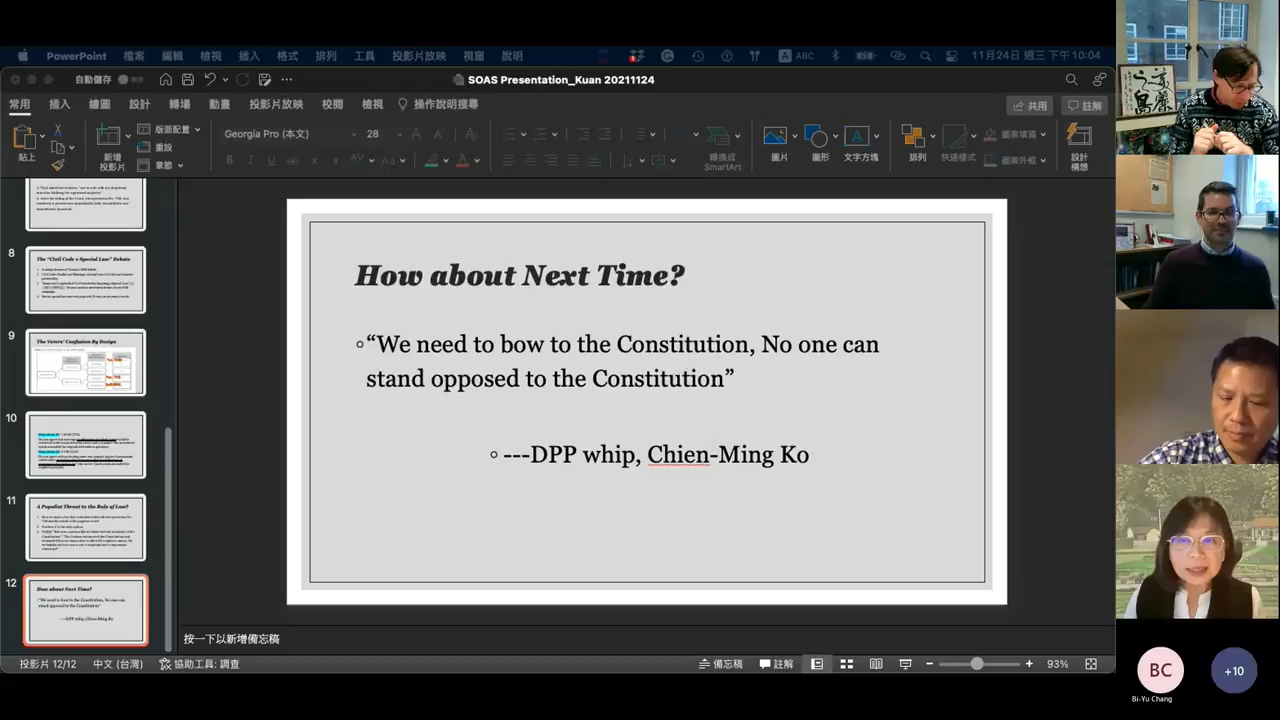 PowerPoint 檔案 編輯 檢視 插入 格式 排列 工具 投影片放映 視窗 說明
ABC 11月24日 週三 下午10:04
自動儲存
SOAS Presentation_Kuan 20211124
常用 插入 繪圖 設計 轉場 動畫 投影片放映 校閱 檢視 操作說明搜尋
共用 註解
貼上
新增
投影片
版面配置
重設
章節
Georgia Pro (本文) 28
轉換成
SmartArt
圖片 圖形 文字方塊 排列 快速樣式
圖案填滿
圖案外框
設計
構想
8
The "Civil Code v Special Law" Debate
9
The Voters' Confusion By Design
10
11
A Populist Threat to the Rule of Law?
12
How about Next Time?
"We need to bow to the Constitution, No one can
stand opposed to the Constitution"
---DPP whip, Chien-Ming Ko
How about Next Time?
"We need to bow to the Constitution, No one can
stand opposed to the Constitution"
---DPP whip, Chien-Ming Ko
按一下以新增備忘稿
投影片 12/12 中文 (台灣) 協助工具: 調查
備忘稿 註解 93%
BC
Bi-Yu Chang
+10